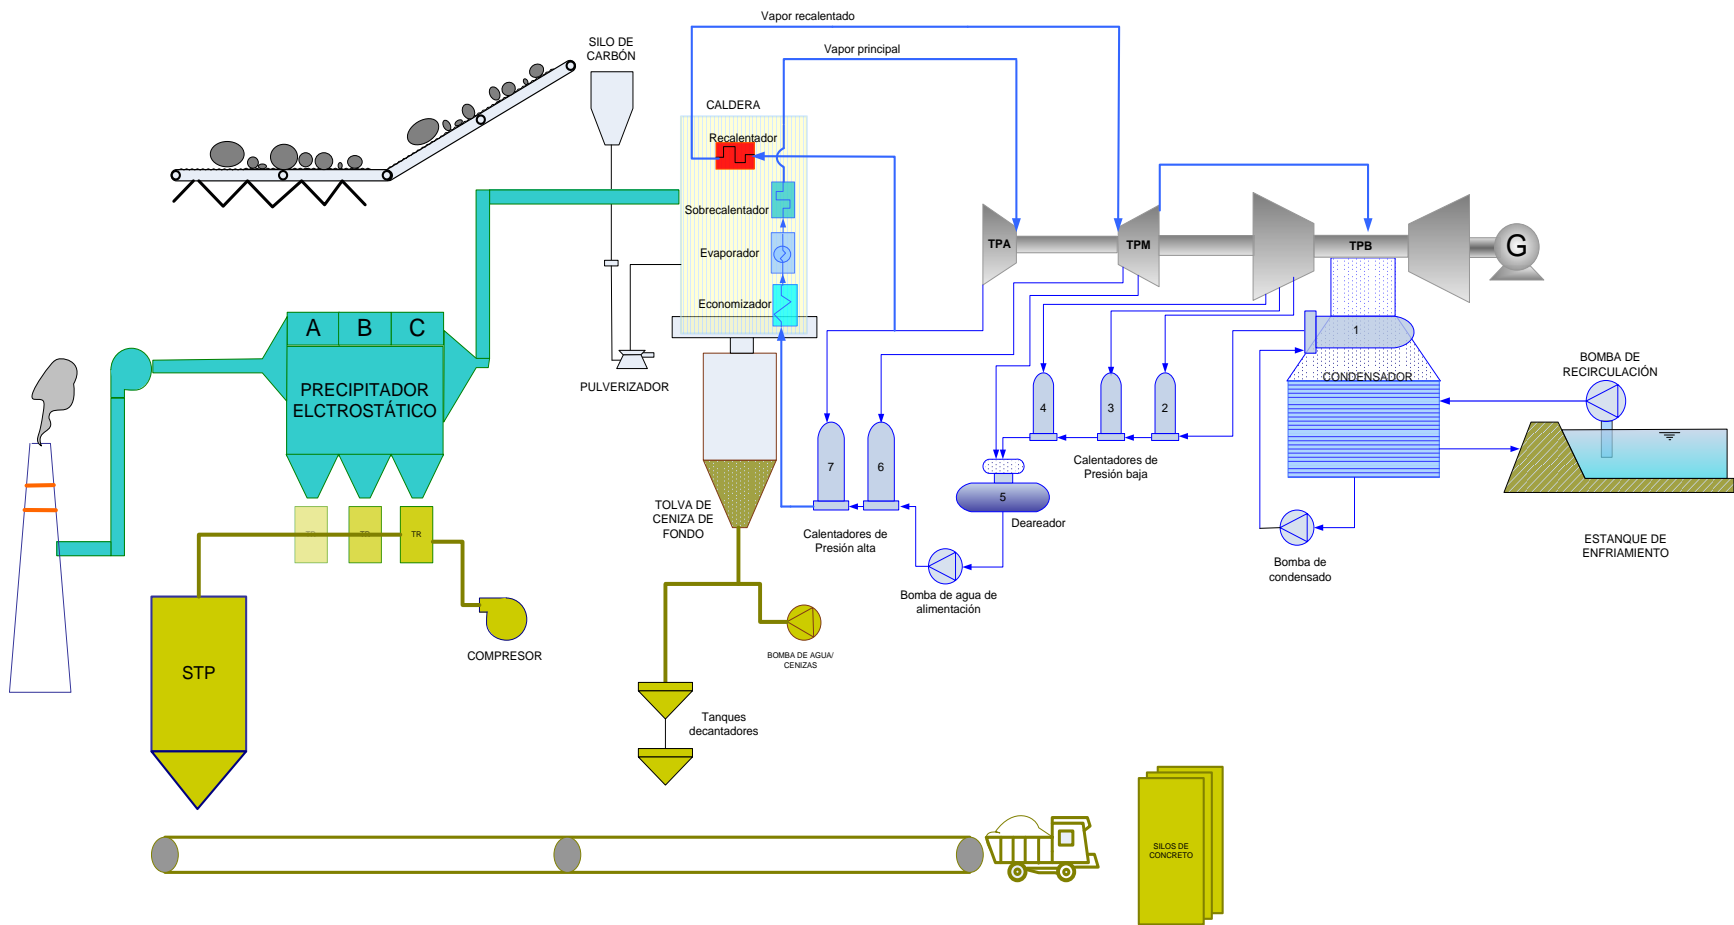 Vapor recalentado
Vapor principal
SILO DE
CARBÓN
CALDERA
Recalentador
Sobrecalentador
Evaporador
Economizador
TPA
TPM
TPB
G
A
B
C
PRECIPITADOR
ELCTROSTÁTICO
PULVERIZADOR
1
CONDENSADOR
BOMBA DE
RECIRCULACIÓN
4
3
2
Calentadores de
Presión baja
7
6
5
Deareador
Calentadores de
Presión alta
TOLVA DE
CENIZA DE
FONDO
TR
TR
TR
Bomba de
condensado
ESTANQUE DE
ENFRIAMIENTO
Bomba de agua de
alimentación
COMPRESOR
BOMBA DE AGUA/
CENIZAS
STP
Tanques
decantadores
SILOS DE
CONCRETO